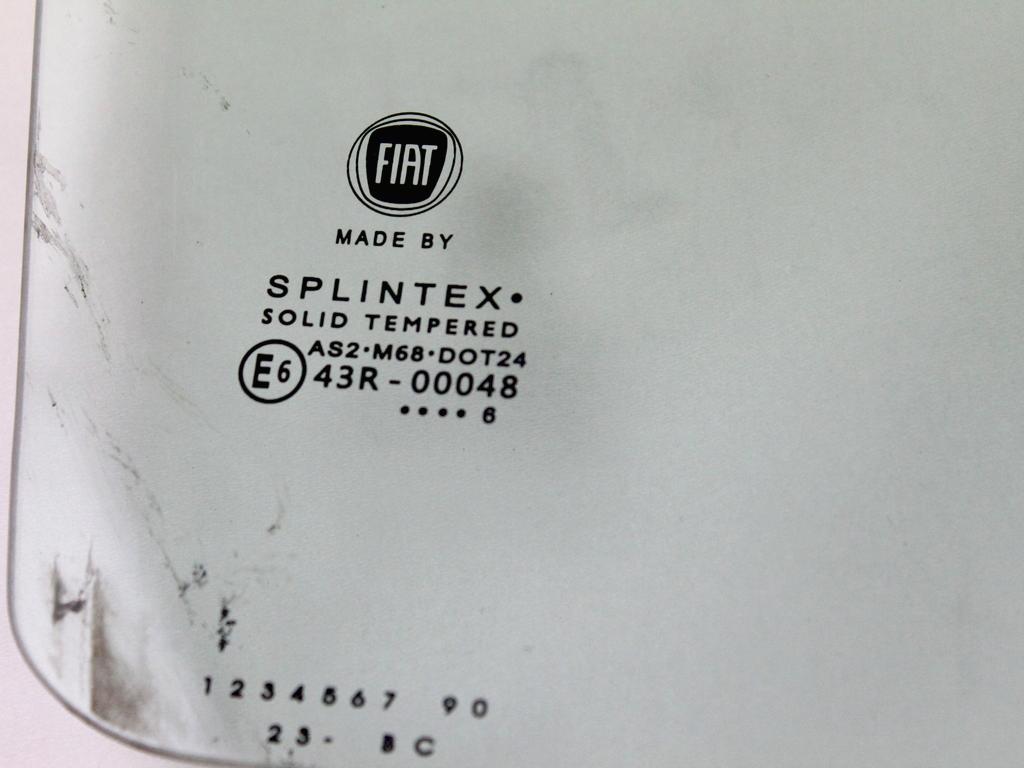 FIAT
MADE BY
SPLINTEX•
SOLID TEMPERED
AS2·M68·DOT24
E6 43R - 00048
•••• 6
1 2 3 4 5 6 7 9 0
2 3 - B C